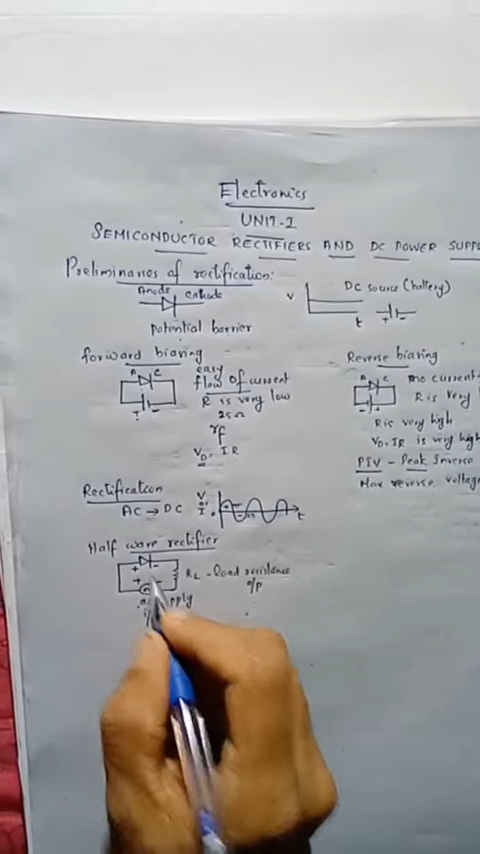 Electronics
UNIT-2
SEMICONDUCTOR RECTIFIERS AND DC POWER SUPP
Preliminaries of rectification:
Anode cathode
Potential barrier
V
t
DC source (battery)
+ -
forward biasing
A C
+ -
easy
flow of current
R is very low
25Ω
rf
VD = IR
Reverse biasing
A C
- +
no current
R is very
R is very high
VD = IR is very high
PIV - Peak Inverse
Max reverse voltage
Rectification
AC → DC
V
I
t
Half wave rectifier
+ -
+ -
RL - load resistance
o/p
supply